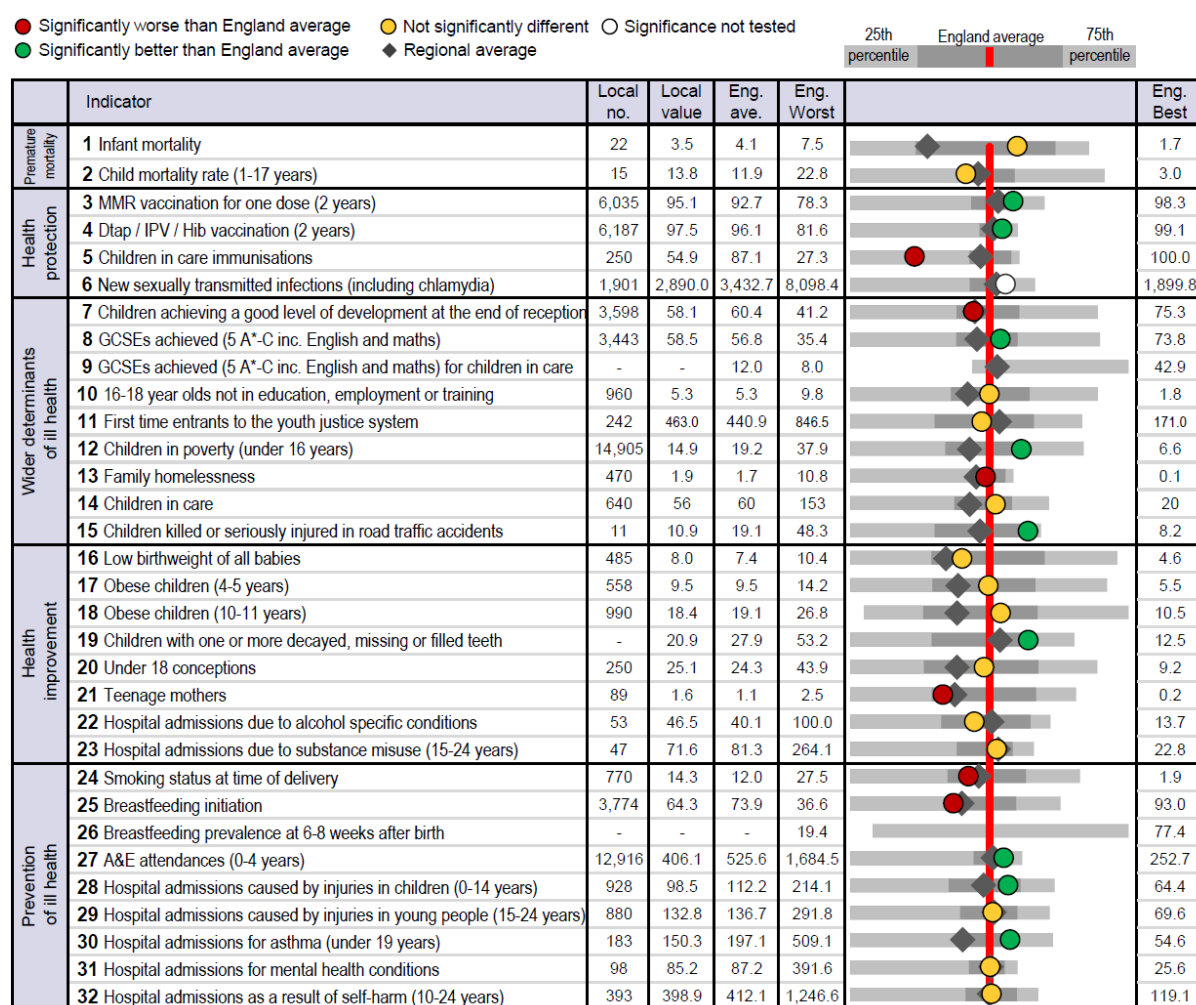 Significantly worse than England average Not significantly different Significance not tested
Significantly better than England average Regional average
25th percentile England average 75th percentile
Indicator Local no. Local value Eng. ave. Eng. Worst Eng. Best
Premature mortality
1 Infant mortality 22 3.5 4.1 7.5 1.7
2 Child mortality rate (1-17 years) 15 13.8 11.9 22.8 3.0
Health protection
3 MMR vaccination for one dose (2 years) 6,035 95.1 92.7 78.3 98.3
4 Dtap / IPV / Hib vaccination (2 years) 6,187 97.5 96.1 81.6 99.1
5 Children in care immunisations 250 54.9 87.1 27.3 100.0
6 New sexually transmitted infections (including chlamydia) 1,901 2,890.0 3,432.7 8,098.4 1,899.8
Wider determinants of ill health
7 Children achieving a good level of development at the end of reception 3,598 58.1 60.4 41.2 75.3
8 GCSEs achieved (5 A*-C inc. English and maths) 3,443 58.5 56.8 35.4 73.8
9 GCSEs achieved (5 A*-C inc. English and maths) for children in care - - 12.0 8.0 42.9
10 16-18 year olds not in education, employment or training 960 5.3 5.3 9.8 1.8
11 First time entrants to the youth justice system 242 463.0 440.9 846.5 171.0
12 Children in poverty (under 16 years) 14,905 14.9 19.2 37.9 6.6
13 Family homelessness 470 1.9 1.7 10.8 0.1
14 Children in care 640 56 60 153 20
15 Children killed or seriously injured in road traffic accidents 11 10.9 19.1 48.3 8.2
Health improvement
16 Low birthweight of all babies 485 8.0 7.4 10.4 4.6
17 Obese children (4-5 years) 558 9.5 9.5 14.2 5.5
18 Obese children (10-11 years) 990 18.4 19.1 26.8 10.5
19 Children with one or more decayed, missing or filled teeth - 20.9 27.9 53.2 12.5
20 Under 18 conceptions 250 25.1 24.3 43.9 9.2
21 Teenage mothers 89 1.6 1.1 2.5 0.2
22 Hospital admissions due to alcohol specific conditions 53 46.5 40.1 100.0 13.7
23 Hospital admissions due to substance misuse (15-24 years) 47 71.6 81.3 264.1 22.8
Prevention of ill health
24 Smoking status at time of delivery 770 14.3 12.0 27.5 1.9
25 Breastfeeding initiation 3,774 64.3 73.9 36.6 93.0
26 Breastfeeding prevalence at 6-8 weeks after birth - - - 19.4 77.4
27 A&E attendances (0-4 years) 12,916 406.1 525.6 1,684.5 252.7
28 Hospital admissions caused by injuries in children (0-14 years) 928 98.5 112.2 214.1 64.4
29 Hospital admissions caused by injuries in young people (15-24 years) 880 132.8 136.7 291.8 69.6
30 Hospital admissions for asthma (under 19 years) 183 150.3 197.1 509.1 54.6
31 Hospital admissions for mental health conditions 98 85.2 87.2 391.6 25.6
32 Hospital admissions as a result of self-harm (10-24 years) 393 398.9 412.1 1,246.6 119.1